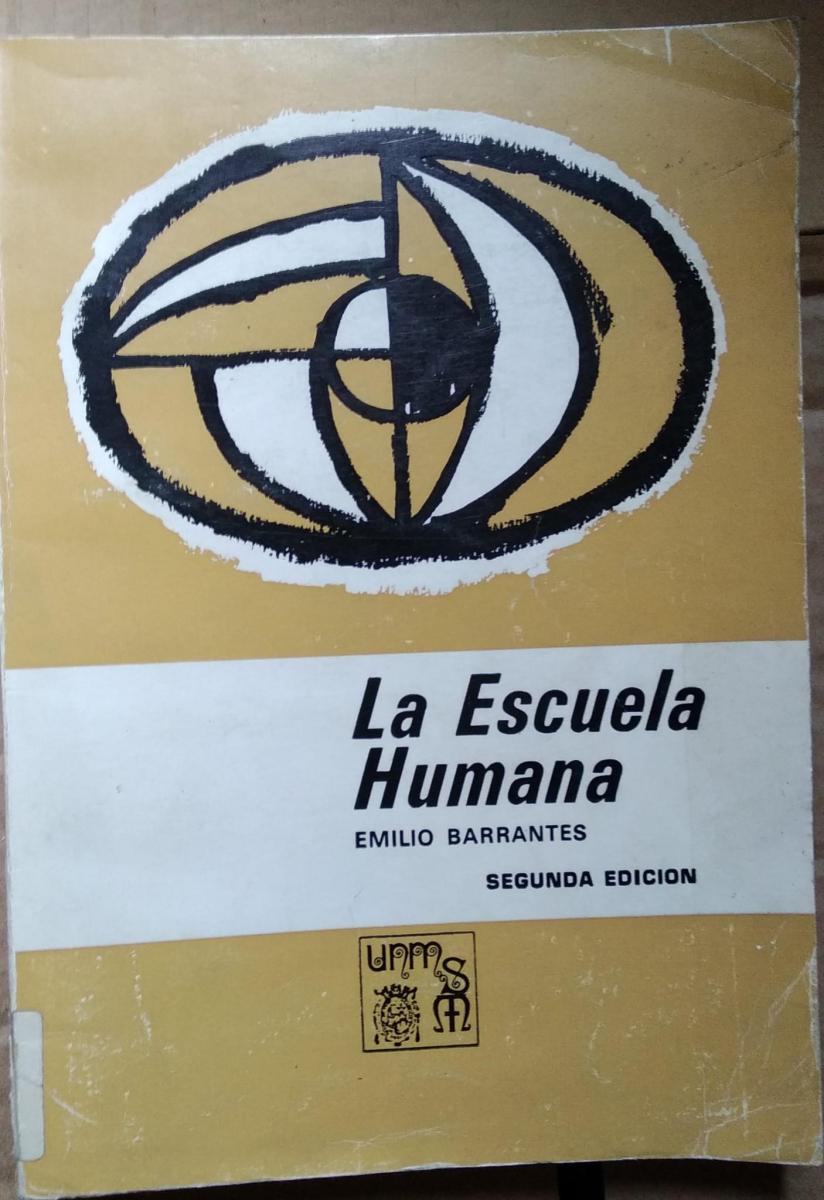 La Escuela
Humana
EMILIO BARRANTES
SEGUNDA EDICION
unmsm